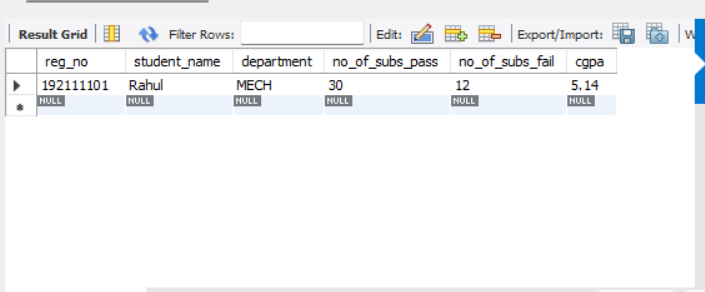 Result Grid Filter Rows: Edit: Export/Import: W
reg_no student_name department no_of_subs_pass no_of_subs_fail cgpa
192111101 Rahul MECH 30 12 5.14
NULL NULL NULL NULL NULL NULL